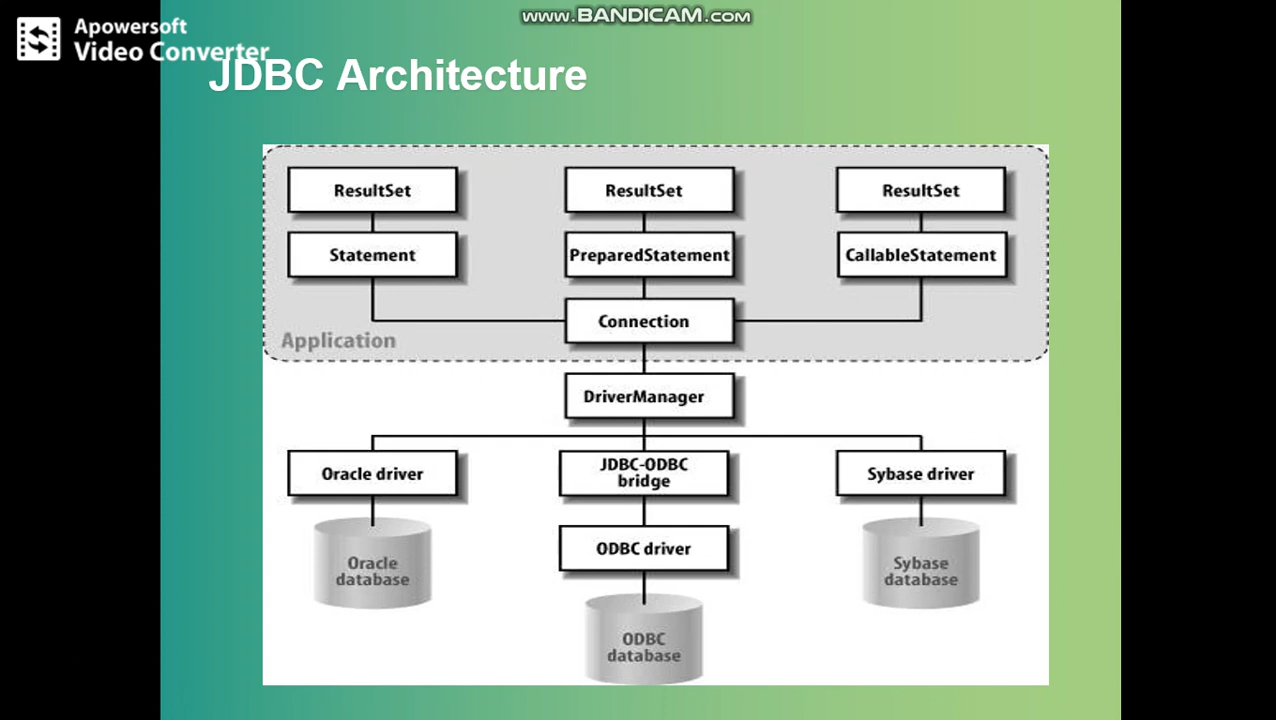 www.BANDICAM.com
Apowersoft
Video Converter
JDBC Architecture
ResultSet
ResultSet
ResultSet
Statement
PreparedStatement
CallableStatement
Connection
Application
DriverManager
Oracle driver
JDBC-ODBC
bridge
Sybase driver
ODBC driver
Oracle
database
Sybase
database
ODBC
database